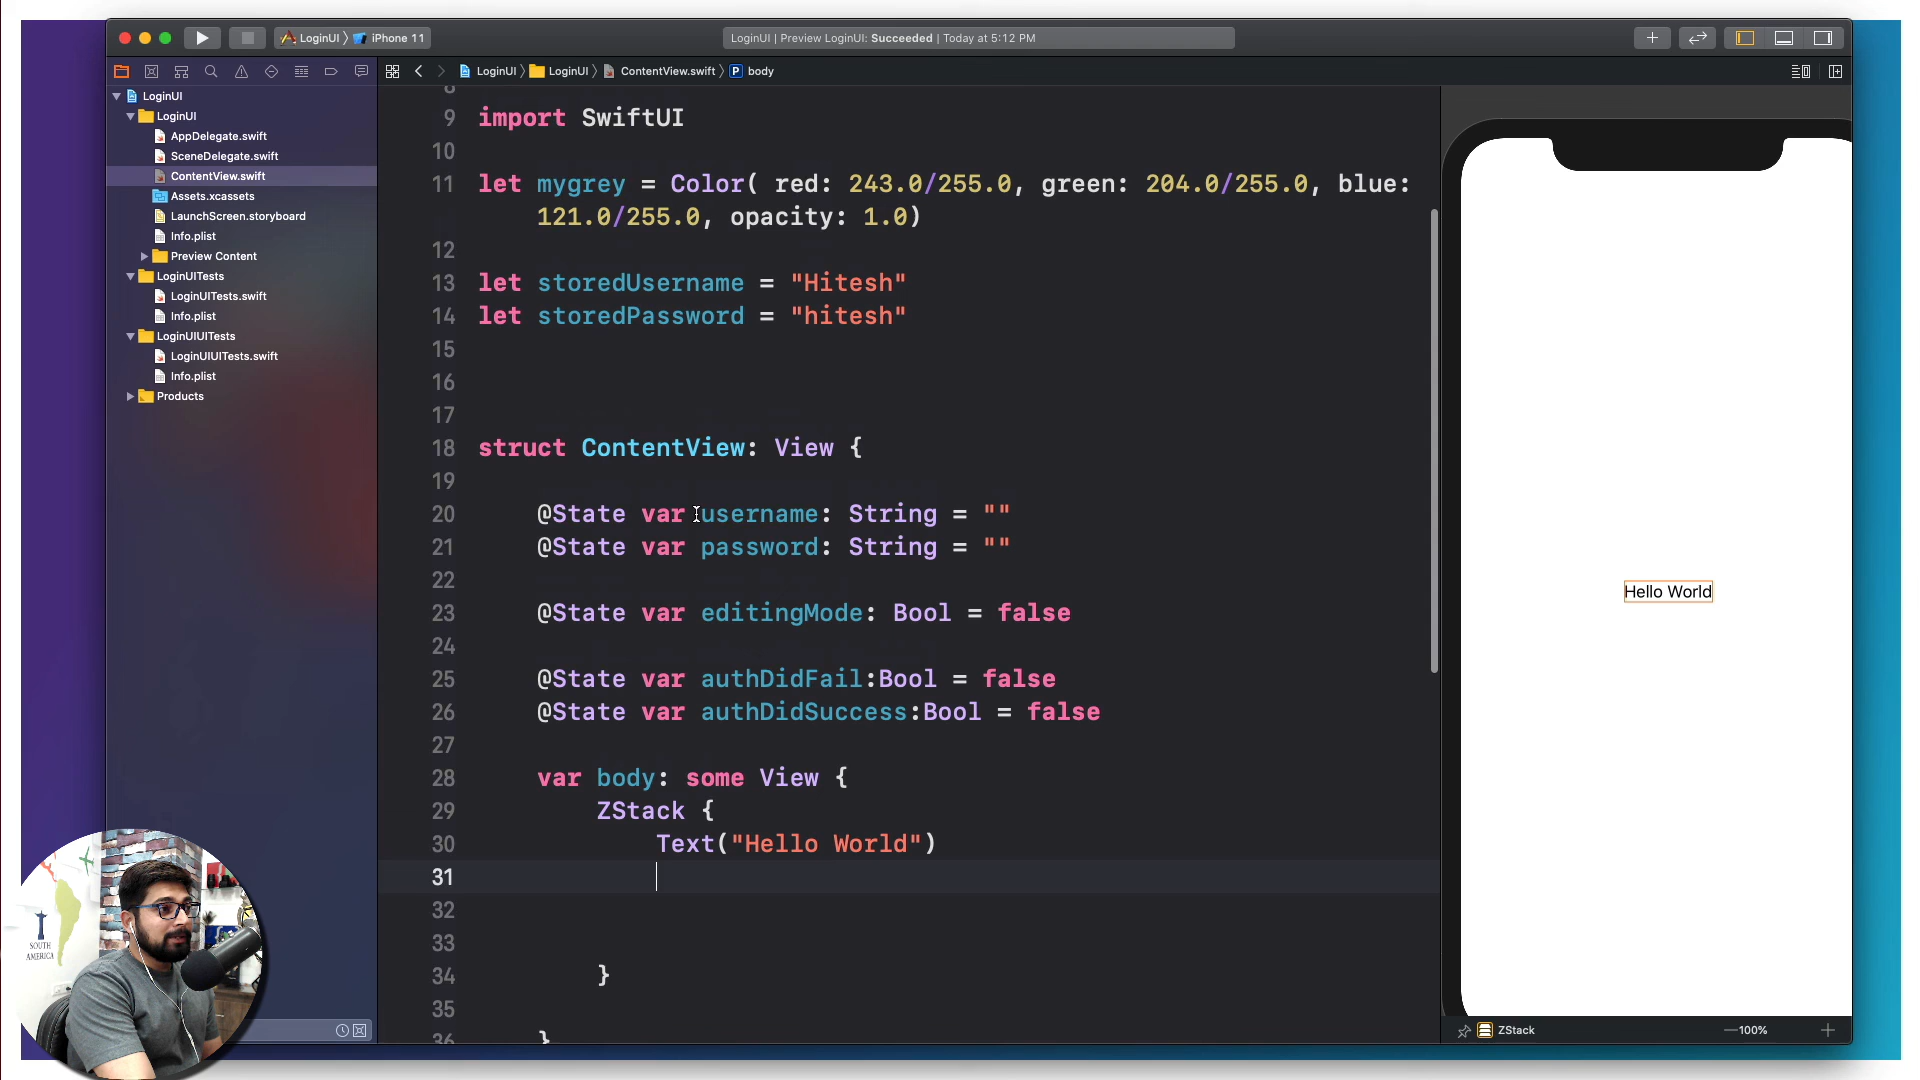 LoginUI
iPhone 11
LoginUI | Preview LoginUI: Succeeded | Today at 5:12 PM
LoginUI
LoginUI
ContentView.swift
P
body
LoginUI
LoginUI
AppDelegate.swift
SceneDelegate.swift
ContentView.swift
Assets.xcassets
LaunchScreen.storyboard
Info.plist
Preview Content
LoginUITests
LoginUITests.swift
Info.plist
LoginUIUITests
LoginUIUITests.swift
Info.plist
Products
8
9 import SwiftUI
10
11 let mygrey = Color( red: 243.0/255.0, green: 204.0/255.0, blue:
121.0/255.0, opacity: 1.0)
12
13 let storedUsername = "Hitesh"
14 let storedPassword = "hitesh"
15
16
17
18 struct ContentView: View {
19
20 @State var username: String = ""
21 @State var password: String = ""
22
23 @State var editingMode: Bool = false
24
25 @State var authDidFail:Bool = false
26 @State var authDidSuccess:Bool = false
27
28 var body: some View {
29 ZStack {
30 Text("Hello World")
31
32
33
34 }
35
36 }
Hello World
ZStack
100%
SOUTH
AMERICA